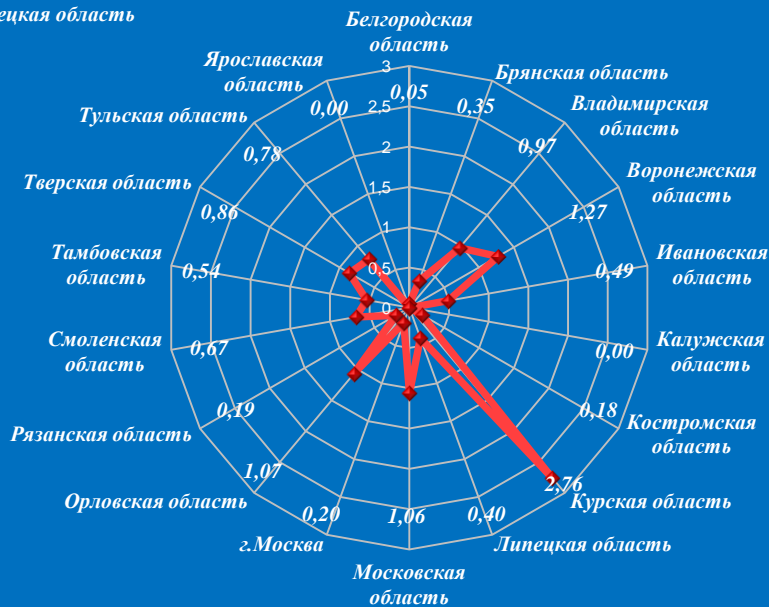 ецкая область
Белгородская
область
Ярославская
область
Брянская область
Владимирская
область
Тульская область
Воронежская
область
Тверская область
Ивановская
область
Тамбовская
область
Калужская
область
Смоленская
область
Костромская
область
Рязанская область
Курская область
Орловская область
Липецкая область
г.Москва
Московская
область
3
2,5
2
1,5
1
0,5
0
0,05
0,35
0,97
1,27
0,49
0,00
0,18
2,76
0,40
1,06
0,20
1,07
0,19
0,67
0,54
0,86
0,78
0,00